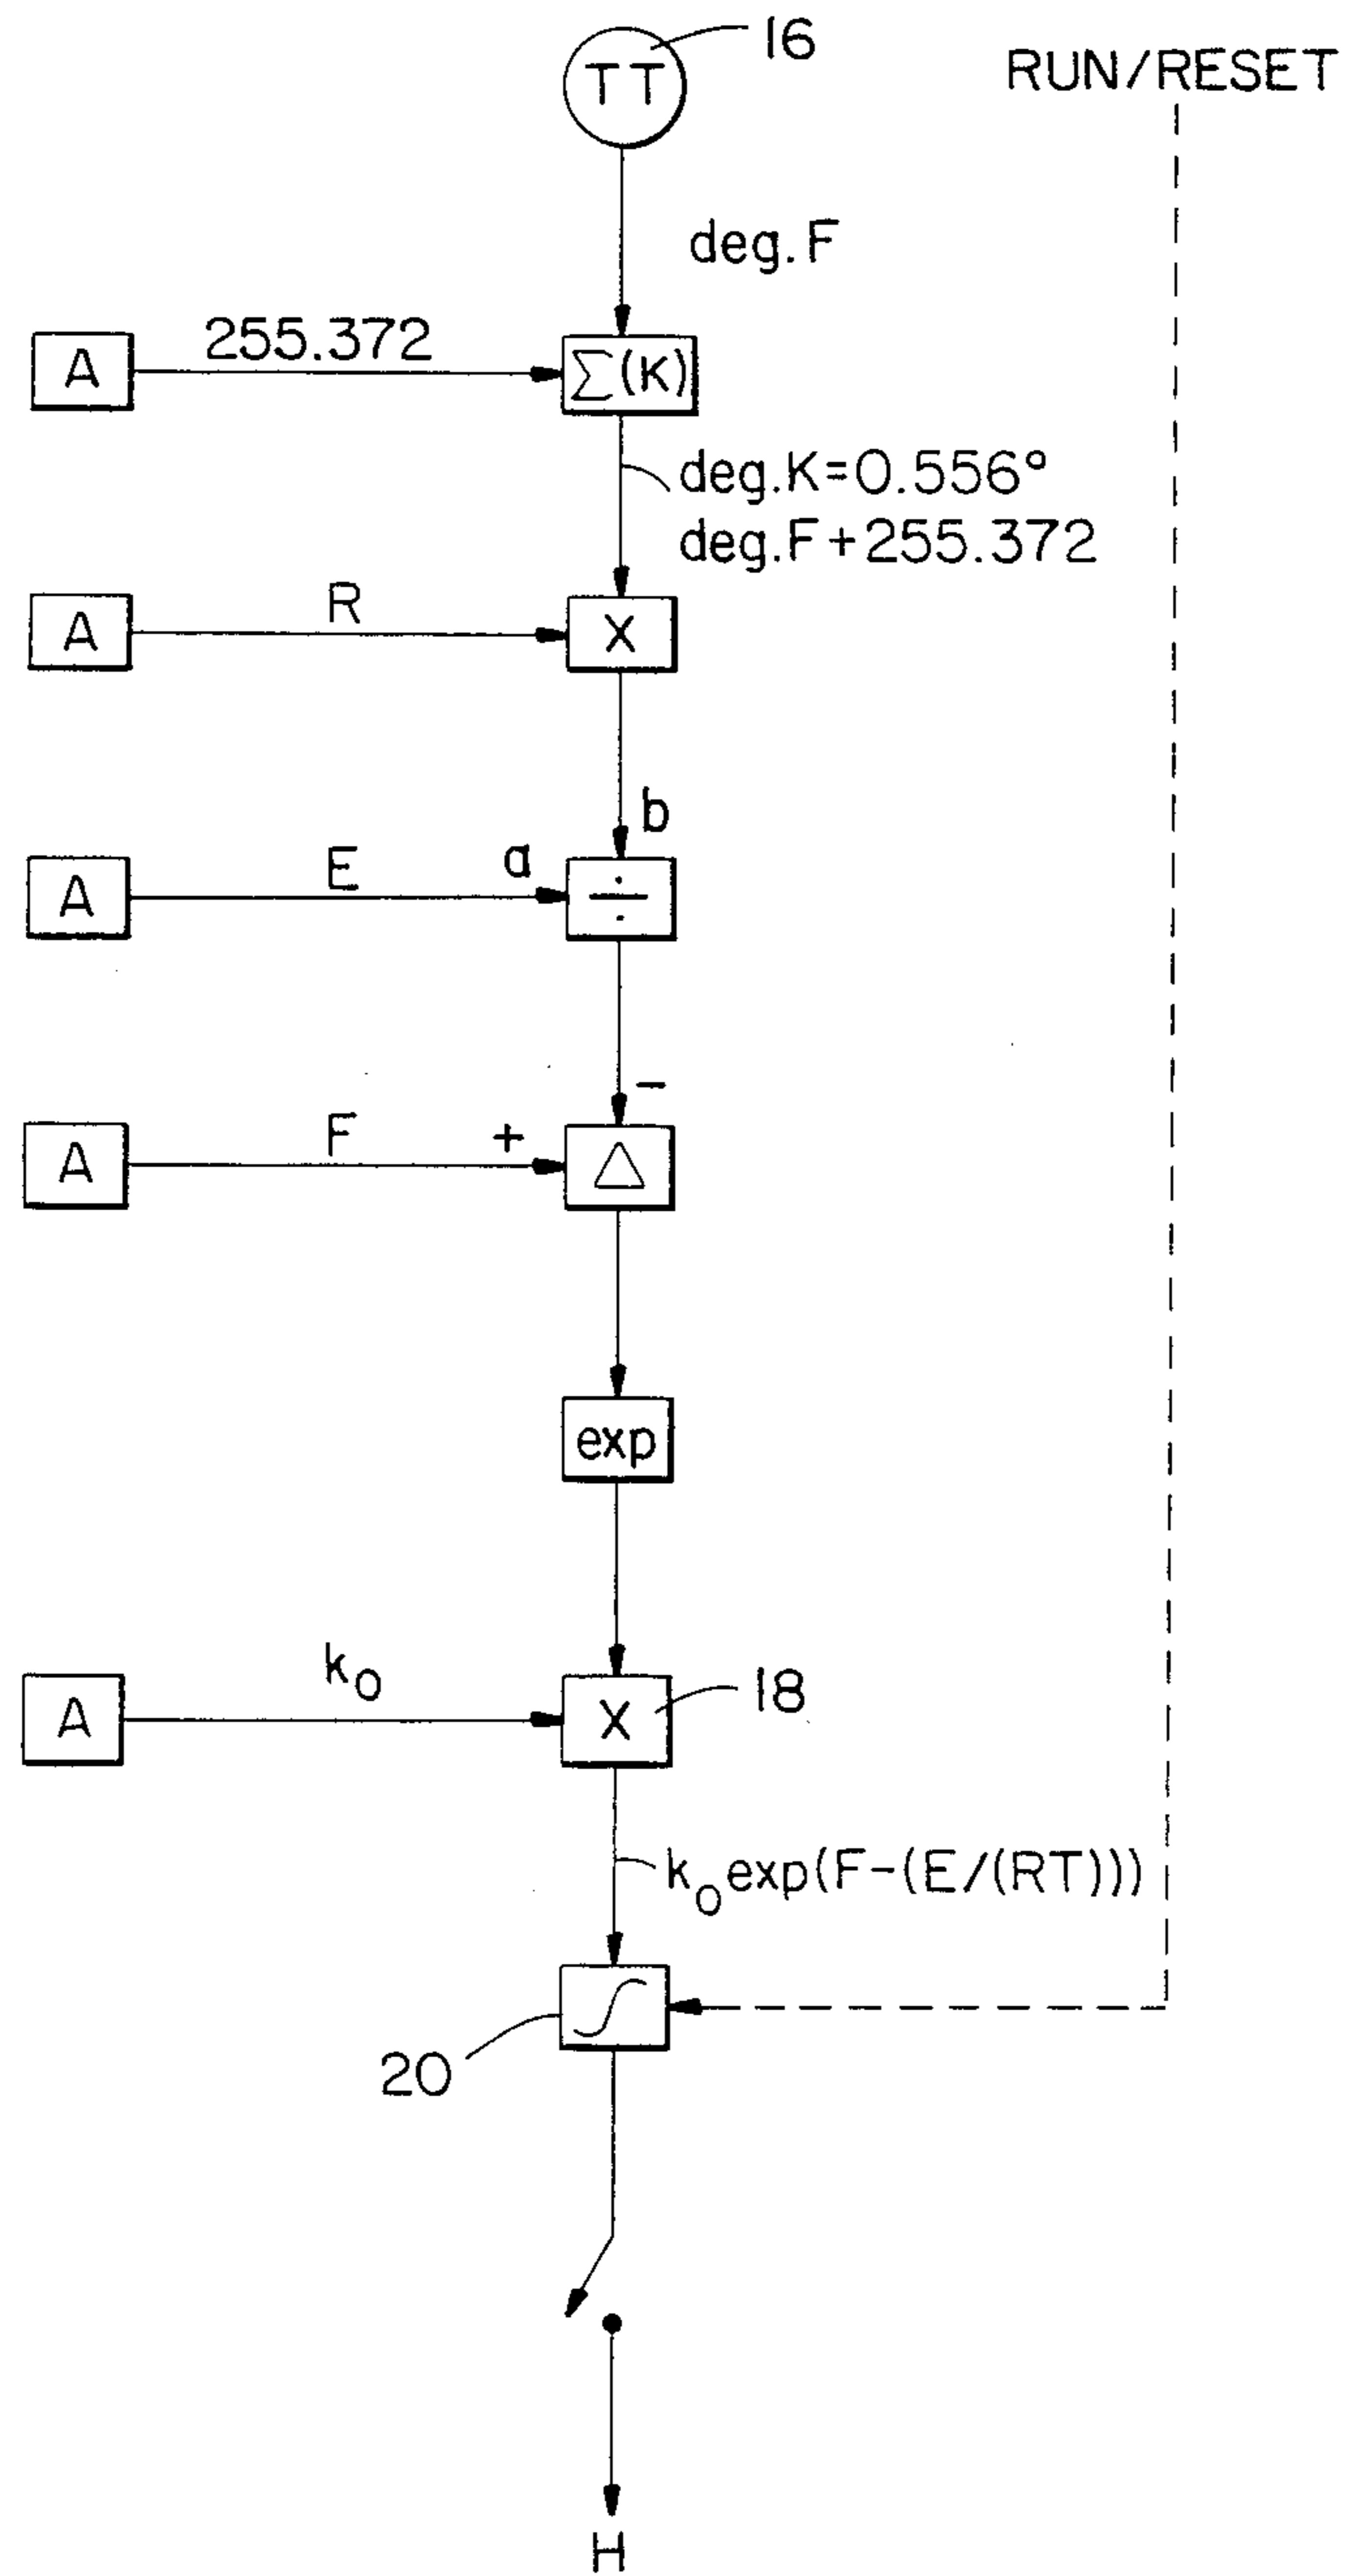 16
TT
RUN/RESET
deg.F
A
255.372
∑(K)
deg.K=0.556°
deg.F+255.372
A
R
X
b
A
E
a
÷
−
A
F
+
△
exp
A
k₀
X
18
k₀exp(F-(E/(RT)))
∫
20
H